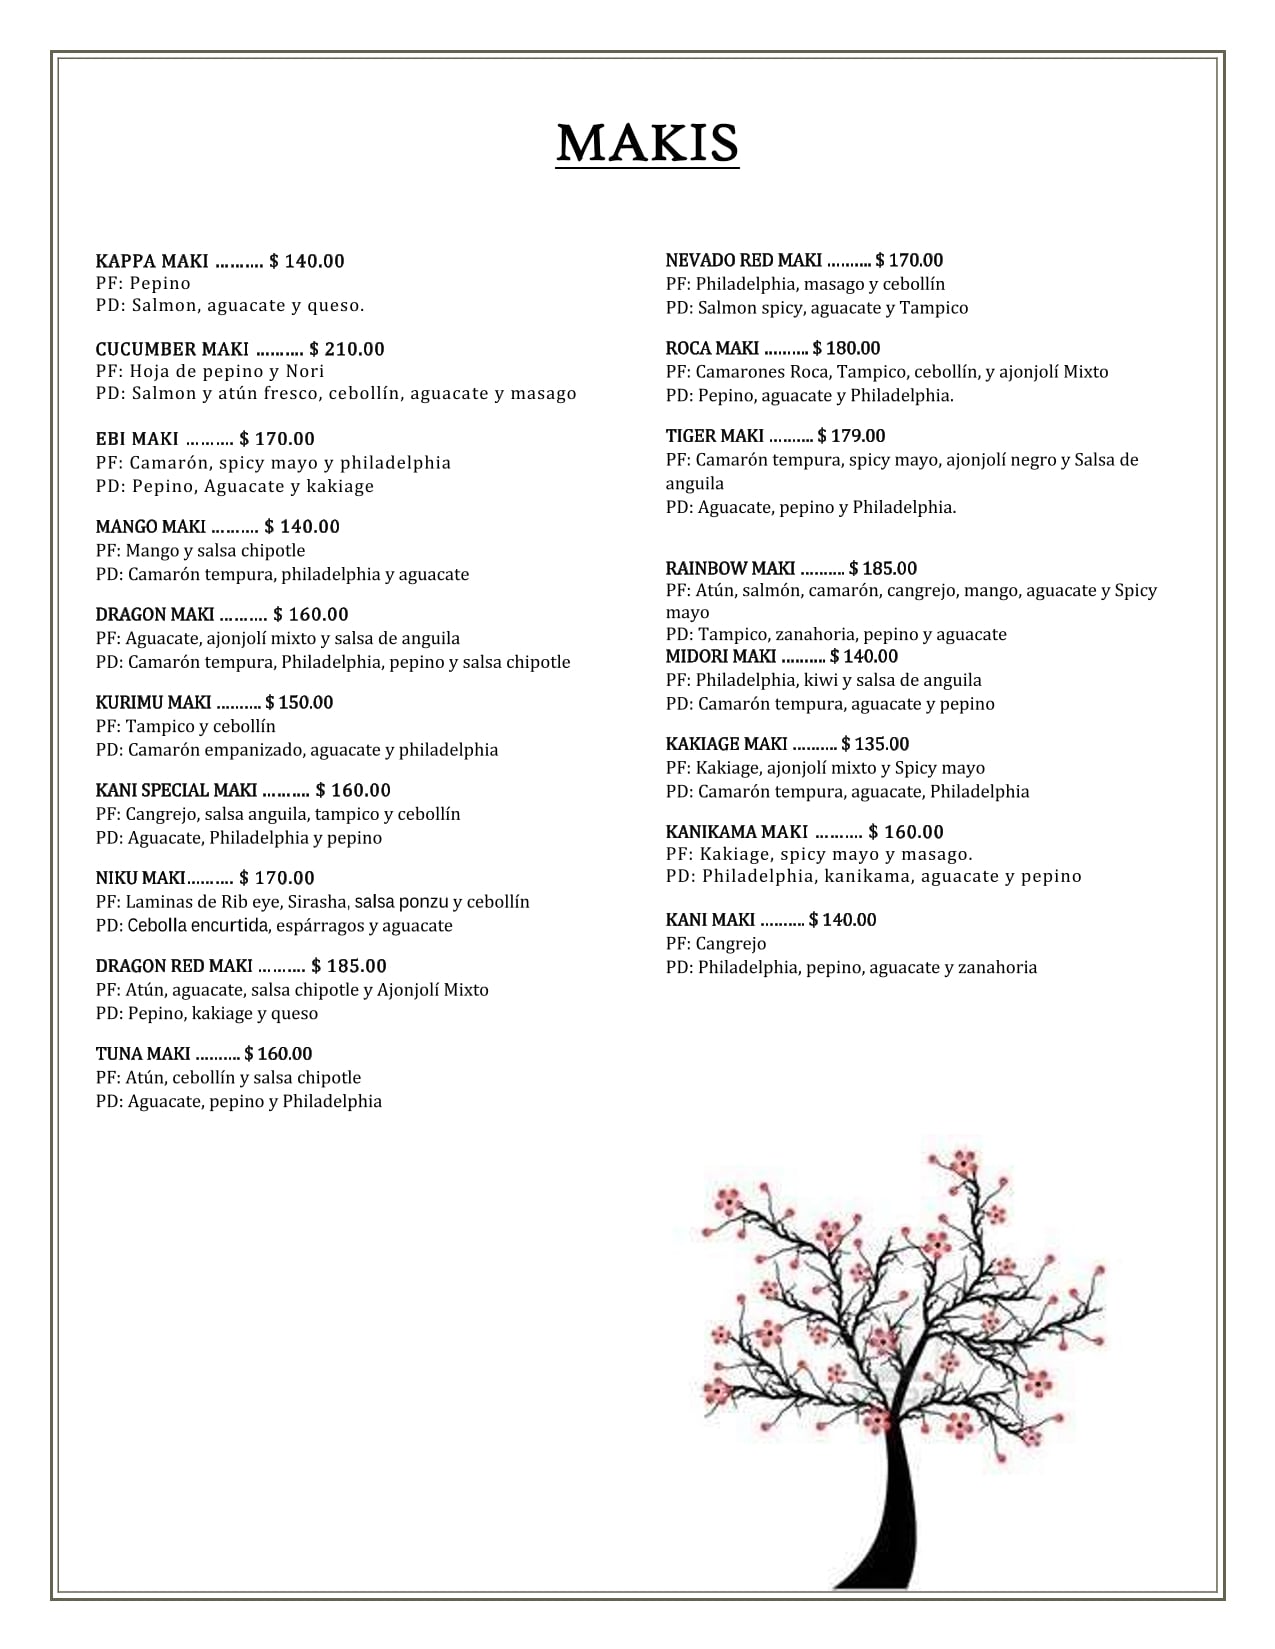 MAKIS
KAPPA MAKI .......... $ 140.00
PF: Pepino
PD: Salmon, aguacate y queso.
CUCUMBER MAKI .......... $ 210.00
PF: Hoja de pepino y Nori
PD: Salmon y atún fresco, cebollín, aguacate y masago
EBI MAKI .......... $ 170.00
PF: Camarón, spicy mayo y philadelphia
PD: Pepino, Aguacate y kakiage
MANGO MAKI .......... $ 140.00
PF: Mango y salsa chipotle
PD: Camarón tempura, philadelphia y aguacate
DRAGON MAKI .......... $ 160.00
PF: Aguacate, ajonjolí mixto y salsa de anguila
PD: Camarón tempura, Philadelphia, pepino y salsa chipotle
KURIMU MAKI .......... $ 150.00
PF: Tampico y cebollín
PD: Camarón empanizado, aguacate y philadelphia
KANI SPECIAL MAKI .......... $ 160.00
PF: Cangrejo, salsa anguila, tampico y cebollín
PD: Aguacate, Philadelphia y pepino
NIKU MAKI.......... $ 170.00
PF: Laminas de Rib eye, Sirasha, salsa ponzu y cebollín
PD: Cebolla encurtida, espárragos y aguacate
DRAGON RED MAKI .......... $ 185.00
PF: Atún, aguacate, salsa chipotle y Ajonjolí Mixto
PD: Pepino, kakiage y queso
TUNA MAKI .......... $ 160.00
PF: Atún, cebollín y salsa chipotle
PD: Aguacate, pepino y Philadelphia
NEVADO RED MAKI .......... $ 170.00
PF: Philadelphia, masago y cebollín
PD: Salmon spicy, aguacate y Tampico
ROCA MAKI .......... $ 180.00
PF: Camarones Roca, Tampico, cebollín, y ajonjolí Mixto
PD: Pepino, aguacate y Philadelphia.
TIGER MAKI .......... $ 179.00
PF: Camarón tempura, spicy mayo, ajonjolí negro y Salsa de
anguila
PD: Aguacate, pepino y Philadelphia.
RAINBOW MAKI .......... $ 185.00
PF: Atún, salmón, camarón, cangrejo, mango, aguacate y Spicy
mayo
PD: Tampico, zanahoria, pepino y aguacate
MIDORI MAKI .......... $ 140.00
PF: Philadelphia, kiwi y salsa de anguila
PD: Camarón tempura, aguacate y pepino
KAKIAGE MAKI .......... $ 135.00
PF: Kakiage, ajonjolí mixto y Spicy mayo
PD: Camarón tempura, aguacate, Philadelphia
KANIKAMA MAKI .......... $ 160.00
PF: Kakiage, spicy mayo y masago.
PD: Philadelphia, kanikama, aguacate y pepino
KANI MAKI .......... $ 140.00
PF: Cangrejo
PD: Philadelphia, pepino, aguacate y zanahoria